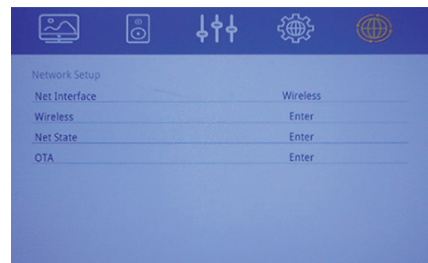 Network Setup
Net Interface Wireless
Wireless Enter
Net State Enter
OTA Enter